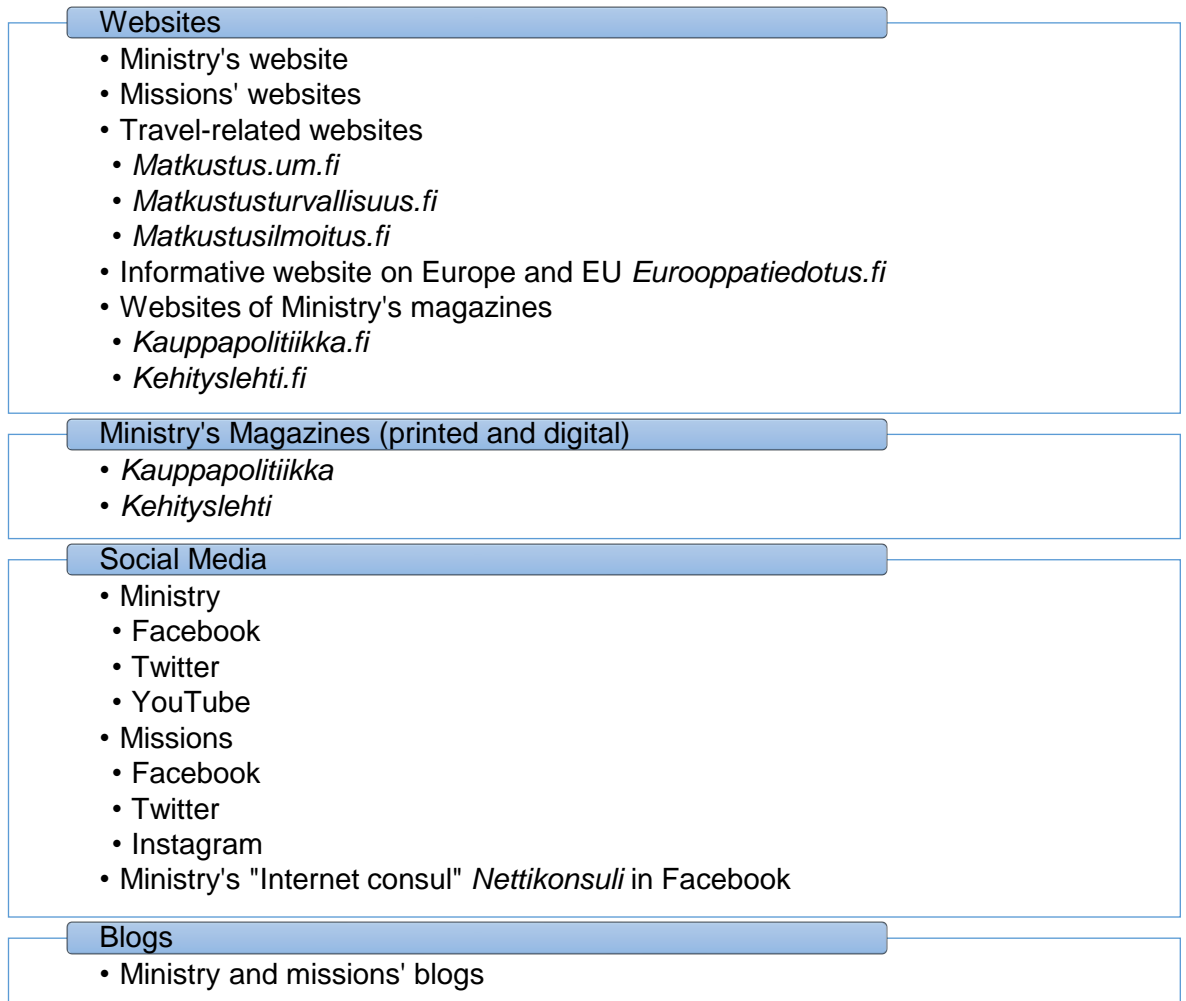 Websites
• Ministry's website
• Missions' websites
• Travel-related websites
• Matkustus.um.fi
• Matkustusturvallisuus.fi
• Matkustusilmoitus.fi
• Informative website on Europe and EU Eurooppatiedotus.fi
• Websites of Ministry's magazines
• Kauppapolitiikka.fi
• Kehityslehti.fi
Ministry's Magazines (printed and digital)
• Kauppapolitiikka
• Kehityslehti
Social Media
• Ministry
• Facebook
• Twitter
• YouTube
• Missions
• Facebook
• Twitter
• Instagram
• Ministry's "Internet consul" Nettikonsuli in Facebook
Blogs
• Ministry and missions' blogs